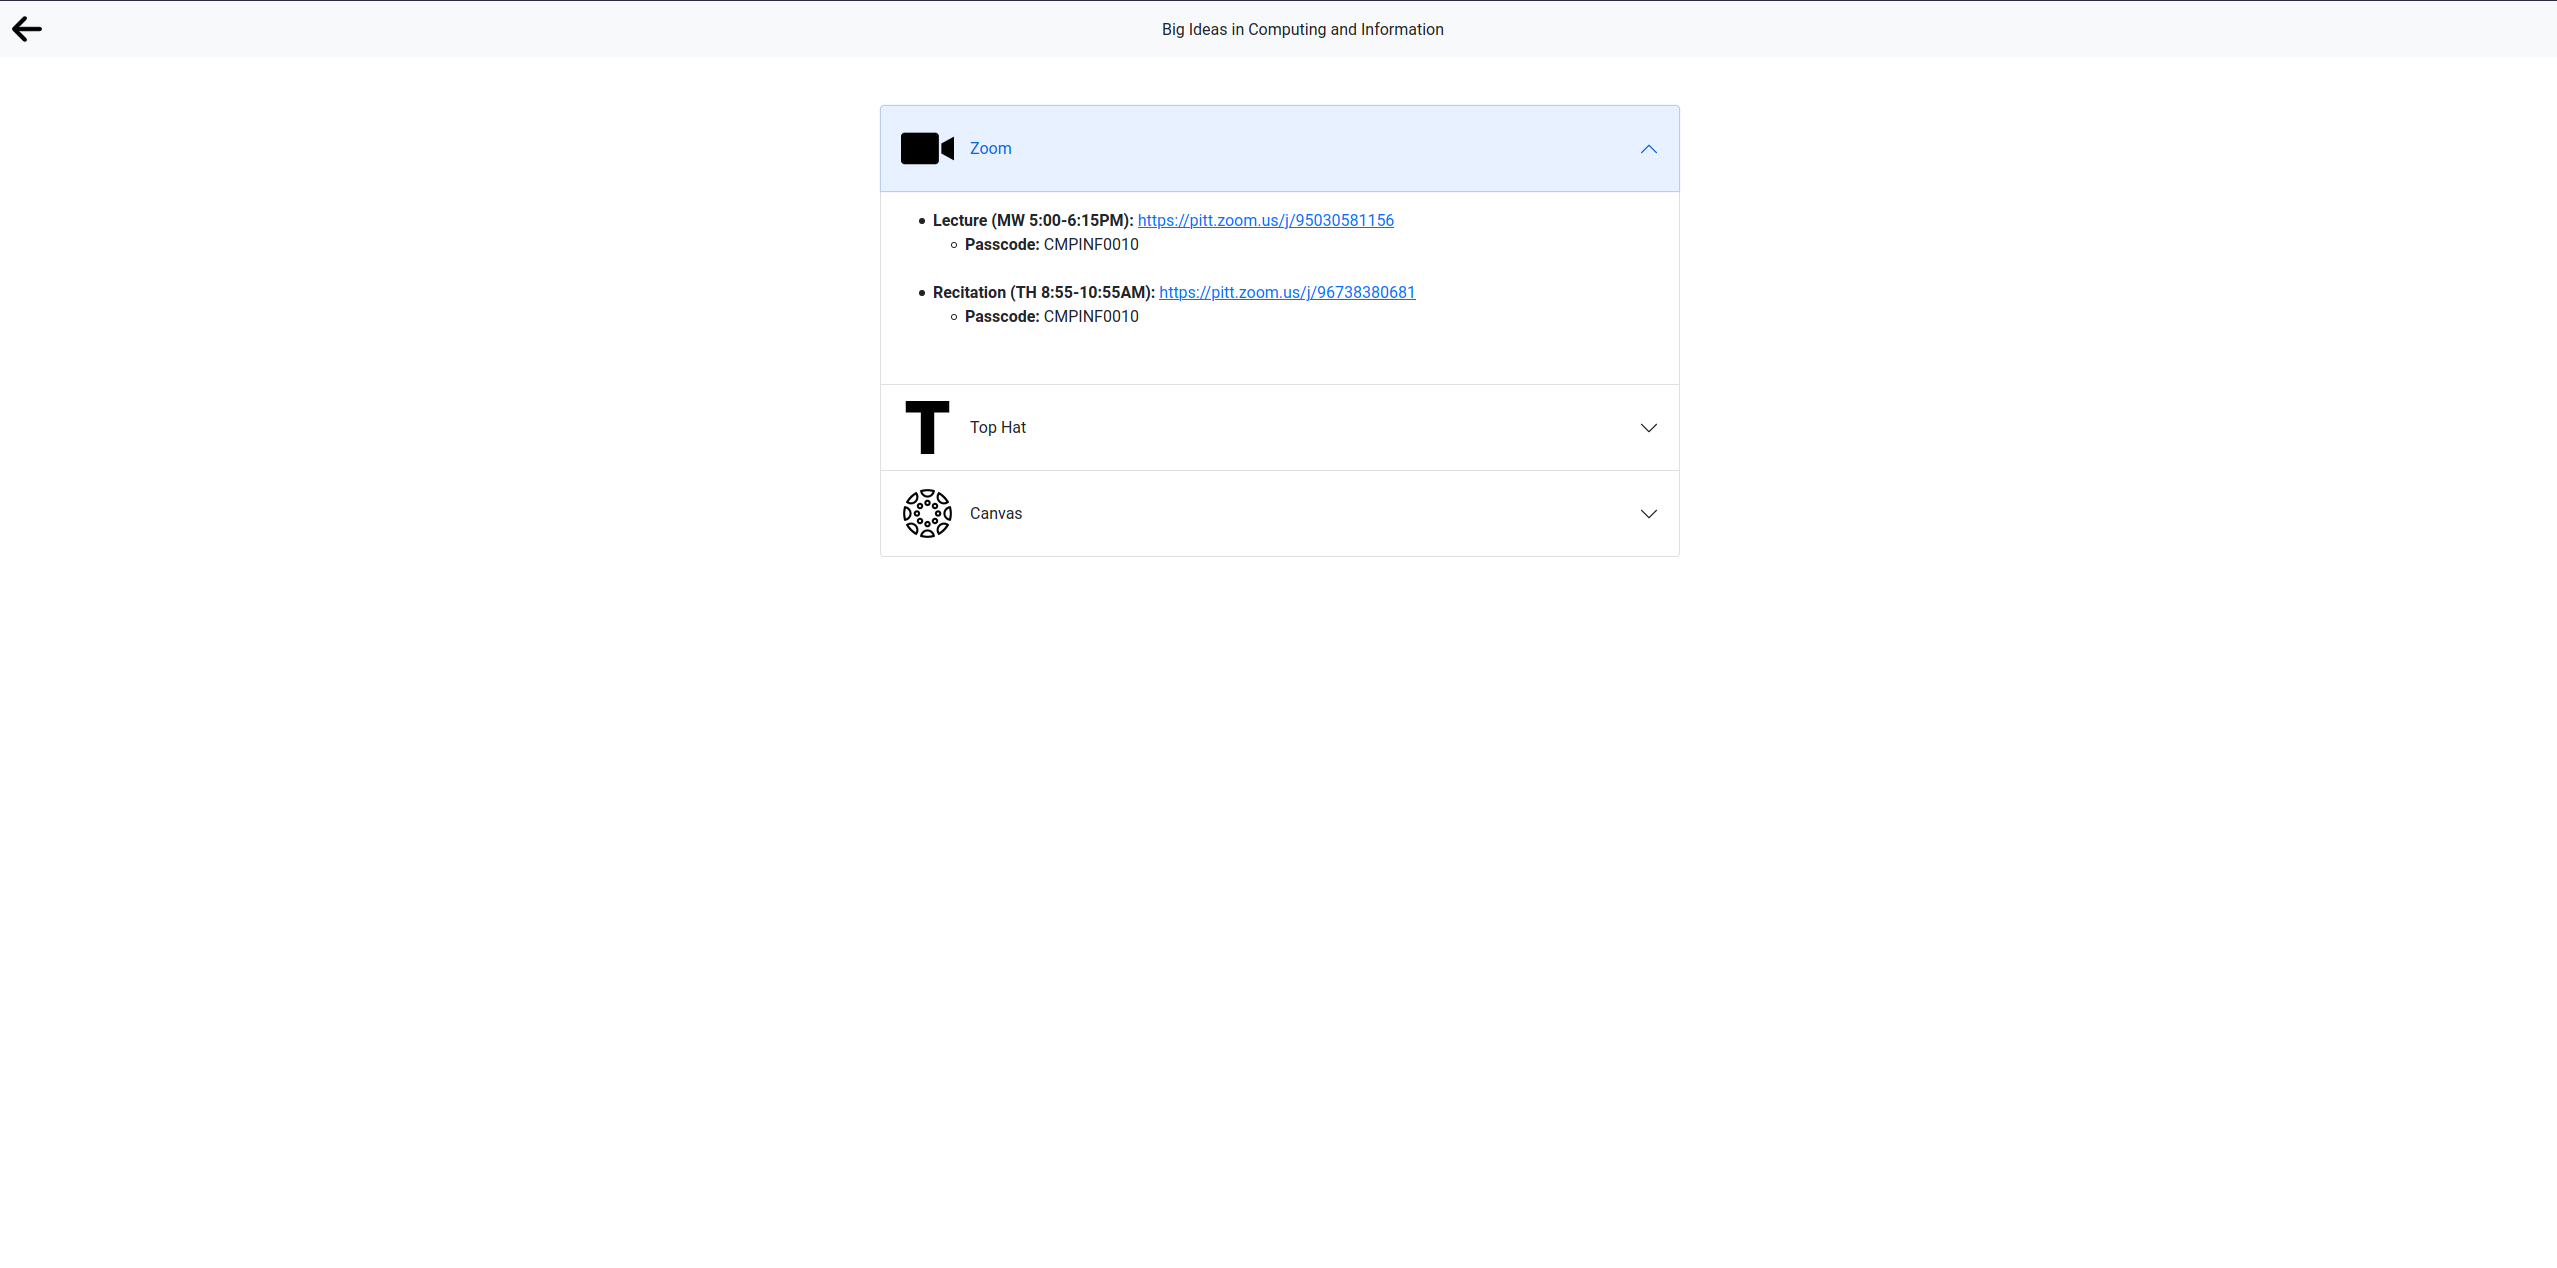 Big Ideas in Computing and Information
Zoom
Lecture (MW 5:00-6:15PM): https://pitt.zoom.us/j/95030581156
Passcode: CMPINF0010
Recitation (TH 8:55-10:55AM): https://pitt.zoom.us/j/96738380681
Passcode: CMPINF0010
T
Top Hat
Canvas